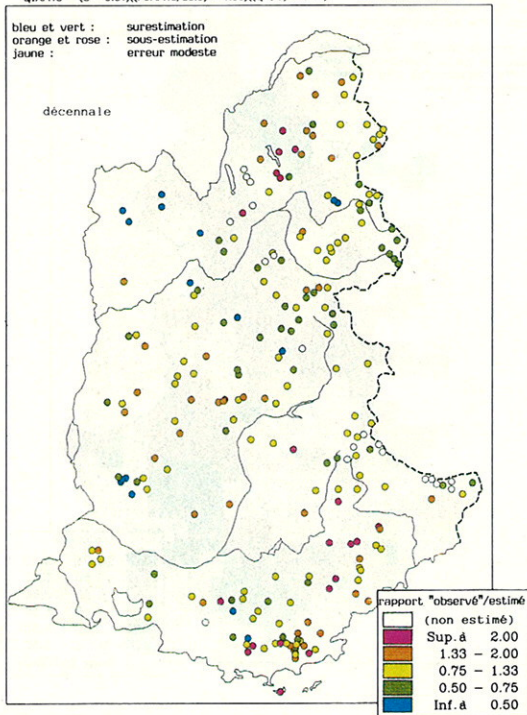 bleu et vert : surestimation
orange et rose : sous-estimation
jaune : erreur modeste
décennale
rapport "observé"/estimé
(non estimé)
Sup.à 2.00
1.33 - 2.00
0.75 - 1.33
0.50 - 0.75
Inf.à 0.50